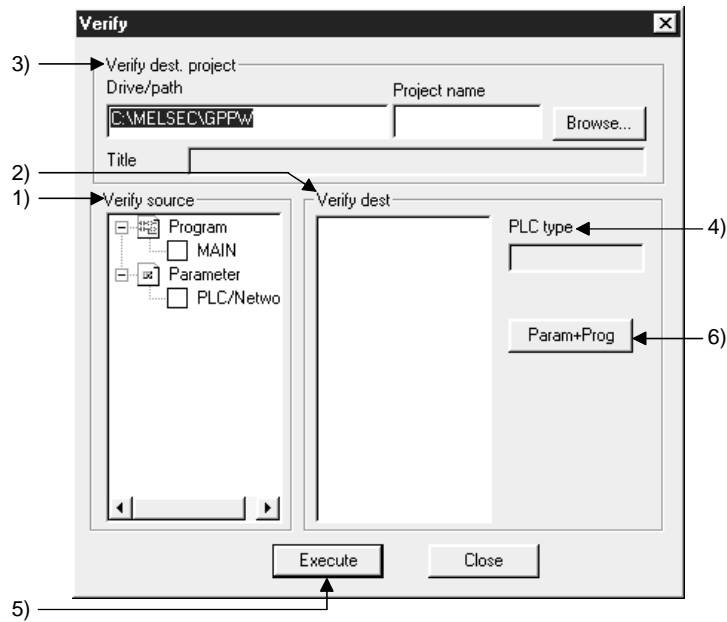 Verify
3)
Verify dest. project
Drive/path
Project name
C:\MELSEC\GPPW
Browse...
Title
2)
1)
Verify source
Verify dest
Program
MAIN
Parameter
PLC/Netwo
PLC type
4)
Param+Prog
6)
Execute
Close
5)